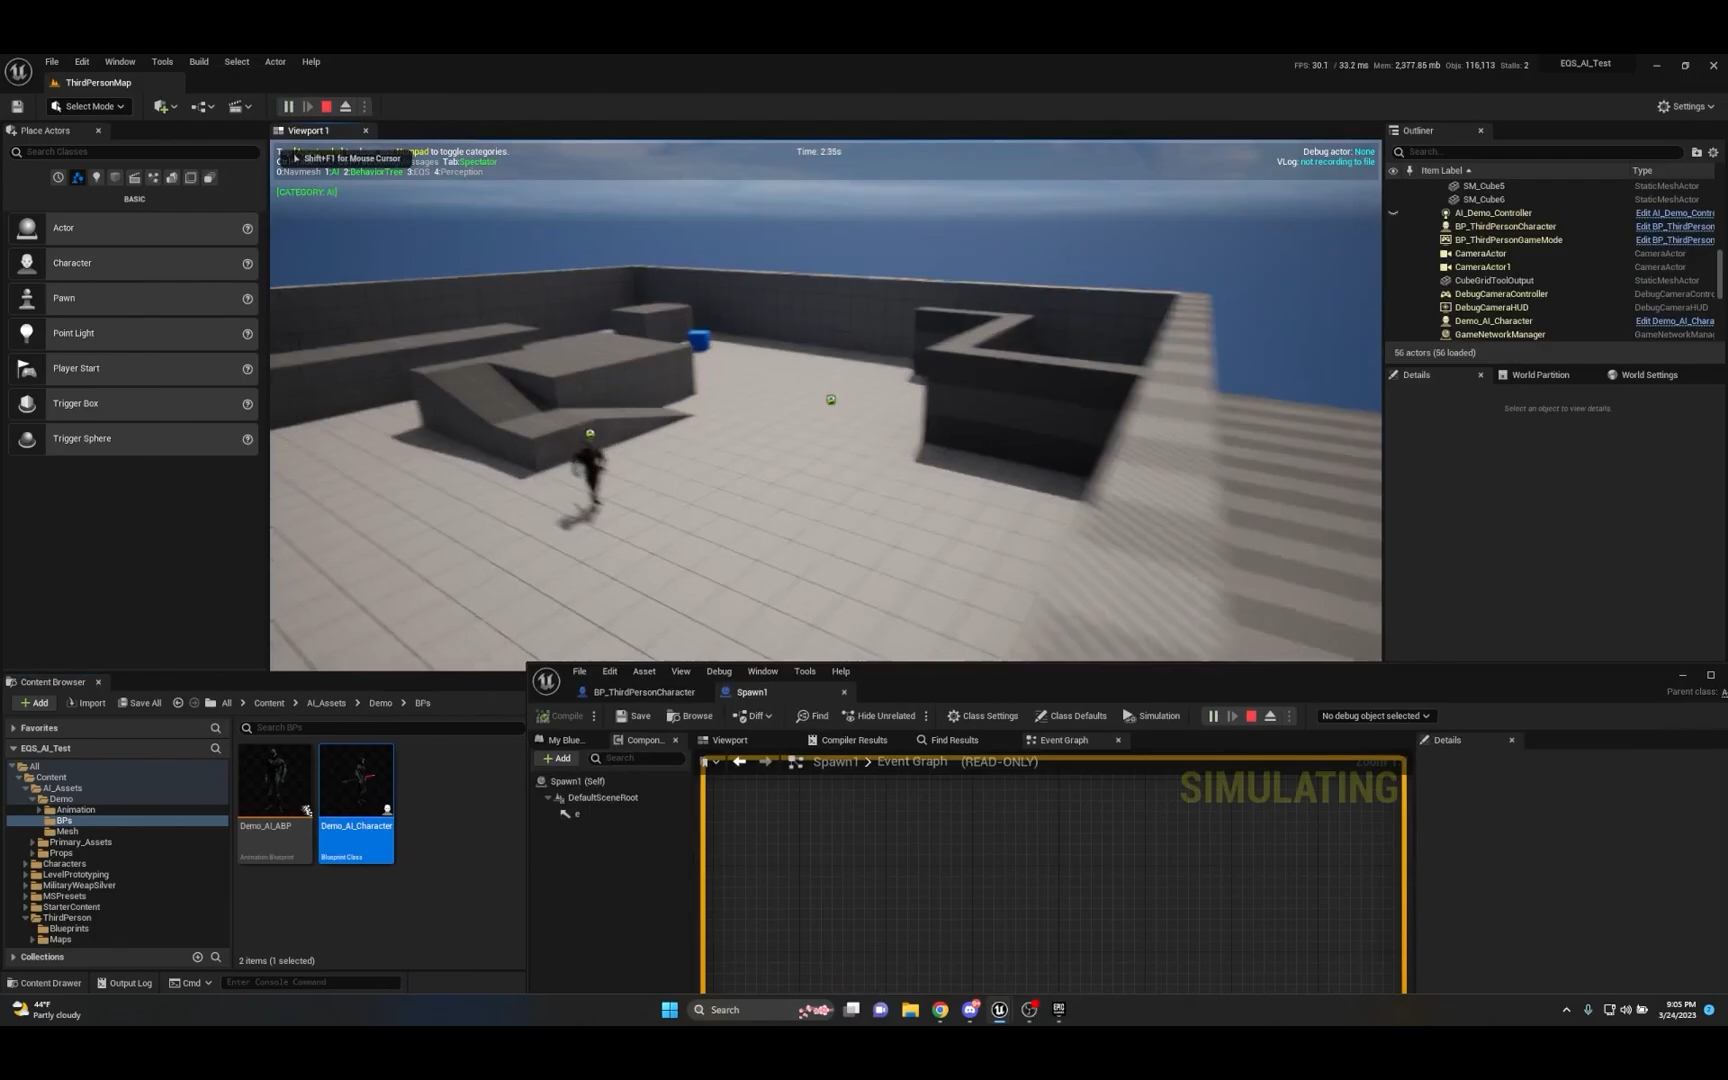 File Edit Window Tools Build Select Actor Help
FPS: 30.1 / 33.2 ms Mem: 2,377.85 mb Objs: 116,113 Stalls: 2
EQS_AI_Test
ThirdPersonMap
Select Mode
Settings
Place Actors
Viewport 1
Outliner
Search Classes
to toggle categories.
Shift+F1 for Mouse Cursor
Tab:Spectator
0:Navmesh 1:AI 2:BehaviorTree 3:EQS 4:Perception
[CATEGORY: AI]
Time: 2.35s
Debug actor: None
VLog: not recording to file
Search...
Item Label
Type
BASIC
Actor
Character
Pawn
Point Light
Player Start
Trigger Box
Trigger Sphere
SM_Cube5 StaticMeshActor
SM_Cube6 StaticMeshActor
AI_Demo_Controller Edit AI_Demo_Contr
BP_ThirdPersonCharacter Edit BP_ThirdPerson
BP_ThirdPersonGameMode Edit BP_ThirdPerson
CameraActor CameraActor
CameraActor1 CameraActor
CubeGridToolOutput StaticMeshActor
DebugCameraController DebugCameraContr
DebugCameraHUD DebugCameraHUD
Demo_AI_Character Edit Demo_AI_Chara
GameNetworkManager GameNetworkMana
56 actors (56 loaded)
Details World Partition World Settings
Select an object to view details.
Content Browser
Add Import Save All All Content AI_Assets Demo BPs
Favorites
Search BPs
EQS_AI_Test
All
Content
AI_Assets
Demo
Animation
BPs
Mesh
Primary_Assets
Props
Characters
LevelPrototyping
MilitaryWeapSilver
MSPresets
StarterContent
ThirdPerson
Blueprints
Maps
Collections
Demo_AI_ABP
Animation Blueprint
Demo_AI_Character
Blueprint Class
2 items (1 selected)
Content Drawer Output Log Cmd Enter Console Command
File Edit Asset View Debug Window Tools Help
BP_ThirdPersonCharacter Spawn1
Parent class:
Compile Save Browse Diff Find Hide Unrelated Class Settings Class Defaults Simulation No debug object selected
My Blue... Compon... Viewport Compiler Results Find Results Event Graph Details
Add Search
Spawn1 > Event Graph (READ-ONLY)
Spawn1 (Self)
DefaultSceneRoot
e
SIMULATING
44°F
Partly cloudy
Search
9:05 PM
3/24/2023